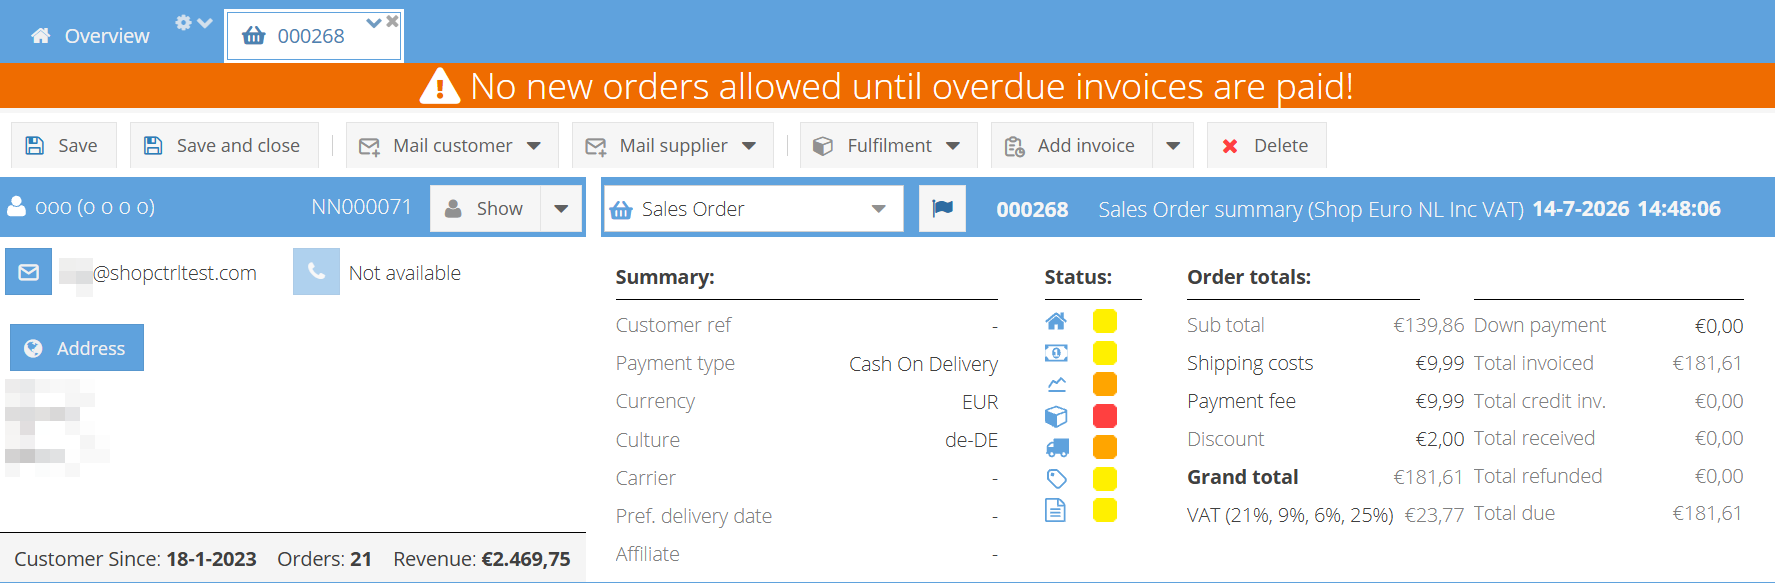 Overview
000268
No new orders allowed until overdue invoices are paid!
Save
Save and close
Mail customer
Mail supplier
Fulfilment
Add invoice
Delete
ooo (o o o o)
NN000071
Show
@shopctrltest.com
Not available
Address
Customer Since: 18-1-2023 Orders: 21 Revenue: €2.469,75
Sales Order
000268 Sales Order summary (Shop Euro NL Inc VAT) 14-7-2026 14:48:06
Summary:
Customer ref -
Payment type Cash On Delivery
Currency EUR
Culture de-DE
Carrier -
Pref. delivery date -
Affiliate -
Status:
Order totals:
Sub total €139,86
Shipping costs €9,99
Payment fee €9,99
Discount €2,00
Grand total €181,61
VAT (21%, 9%, 6%, 25%) €23,77
Down payment €0,00
Total invoiced €181,61
Total credit inv. €0,00
Total received €0,00
Total refunded €0,00
Total due €181,61